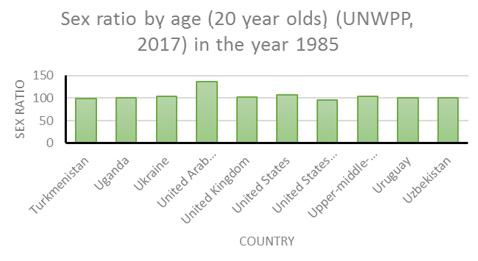 Sex ratio by age (20 year olds) (UNWPP,
2017) in the year 1985
150
100
50
0
SEX RATIO
Turkmenistan
Uganda
Ukraine
United Arab...
United Kingdom
United States
United States...
Upper-middle-...
Uruguay
Uzbekistan
COUNTRY